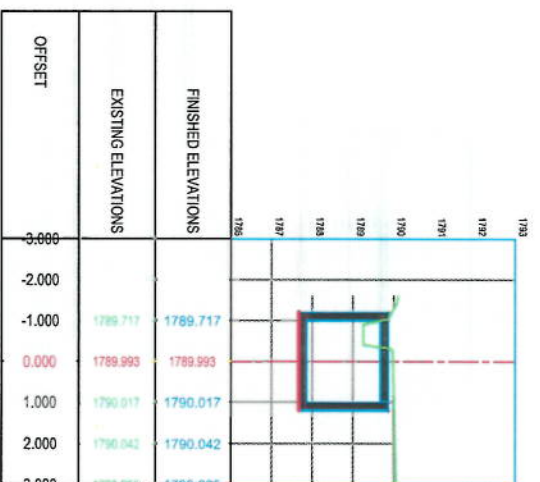 OFFSET
EXISTING ELEVATIONS
FINISHED ELEVATIONS
1786
1787
1788
1789
1790
1791
1792
1793
-3.000
-2.000
-1.000 1789.717 1789.717
0.000 1789.993 1789.993
1.000 1790.017 1790.017
2.000 1790.042 1790.042